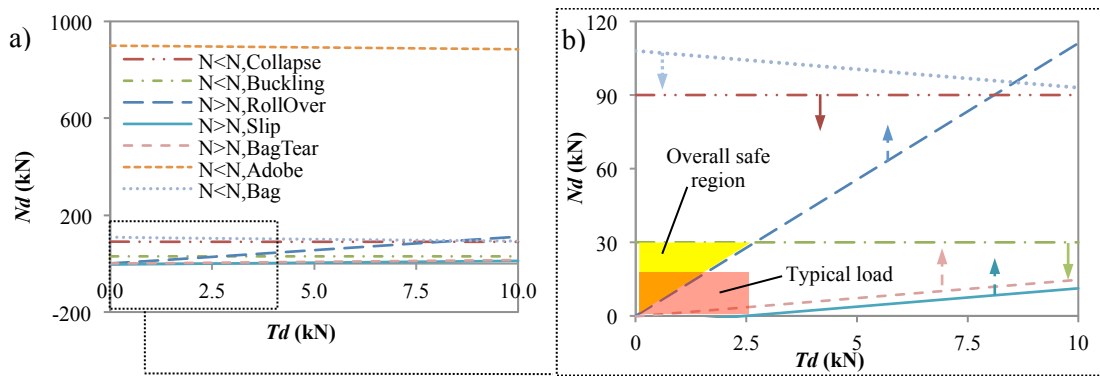 a)
1000
600
200
-200
Nd (kN)
N<N,Collapse
N<N,Buckling
N>N,RollOver
N>N,Slip
N>N,BagTear
N<N,Adobe
N<N,Bag
0.0 2.5 5.0 7.5 10.0
Td (kN)
b)
120
90
60
30
0
Nd (kN)
Overall safe
region
Typical load
0 2.5 5 7.5 10
Td (kN)